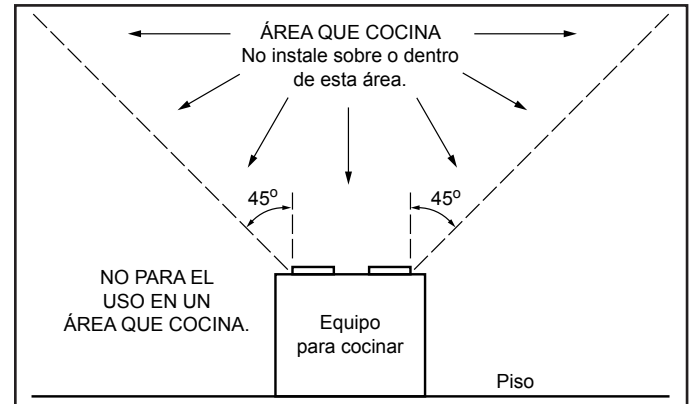 ÁREA QUE COCINA
No instale sobre o dentro
de esta área.
45º
45º
NO PARA EL
USO EN UN
ÁREA QUE COCINA.
Equipo
para cocinar
Piso